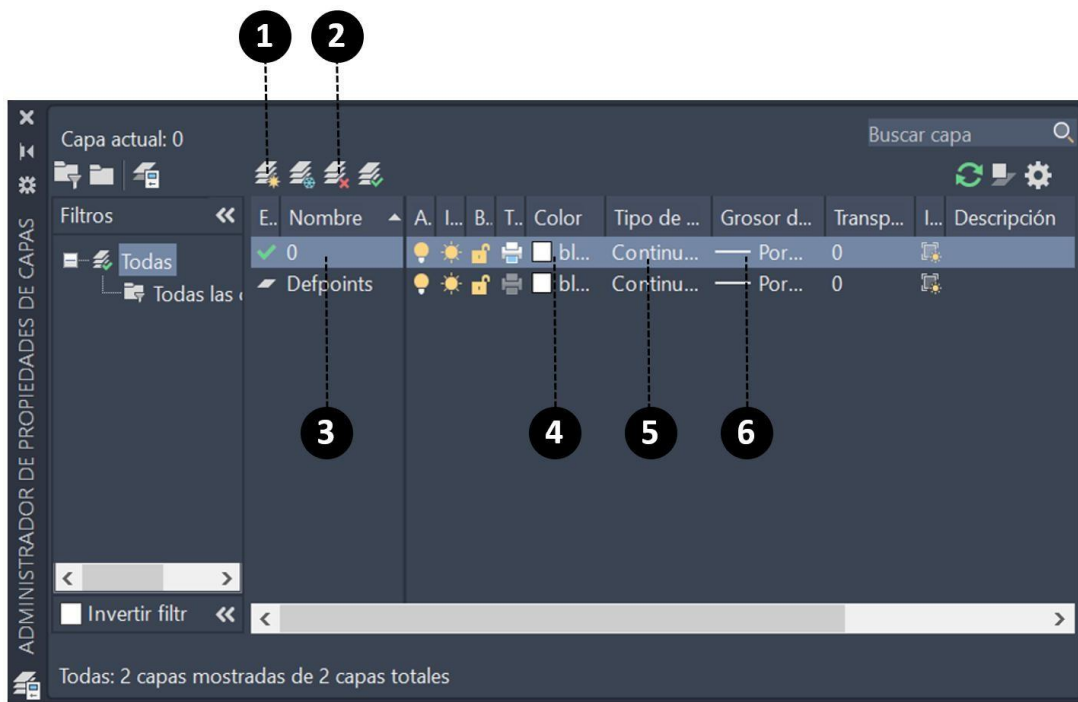 1 2
Capa actual: 0
Buscar capa
Filtros
E.. Nombre A. I... B.. T.. Color Tipo de ... Grosor d... Transp... I... Descripción
Todas
0 bl... Continu... Por... 0
Todas las
Defpoints bl... Continu... Por... 0
3 4 5 6
Invertir filtr
Todas: 2 capas mostradas de 2 capas totales
ADMINISTRADOR DE PROPIEDADES DE CAPAS